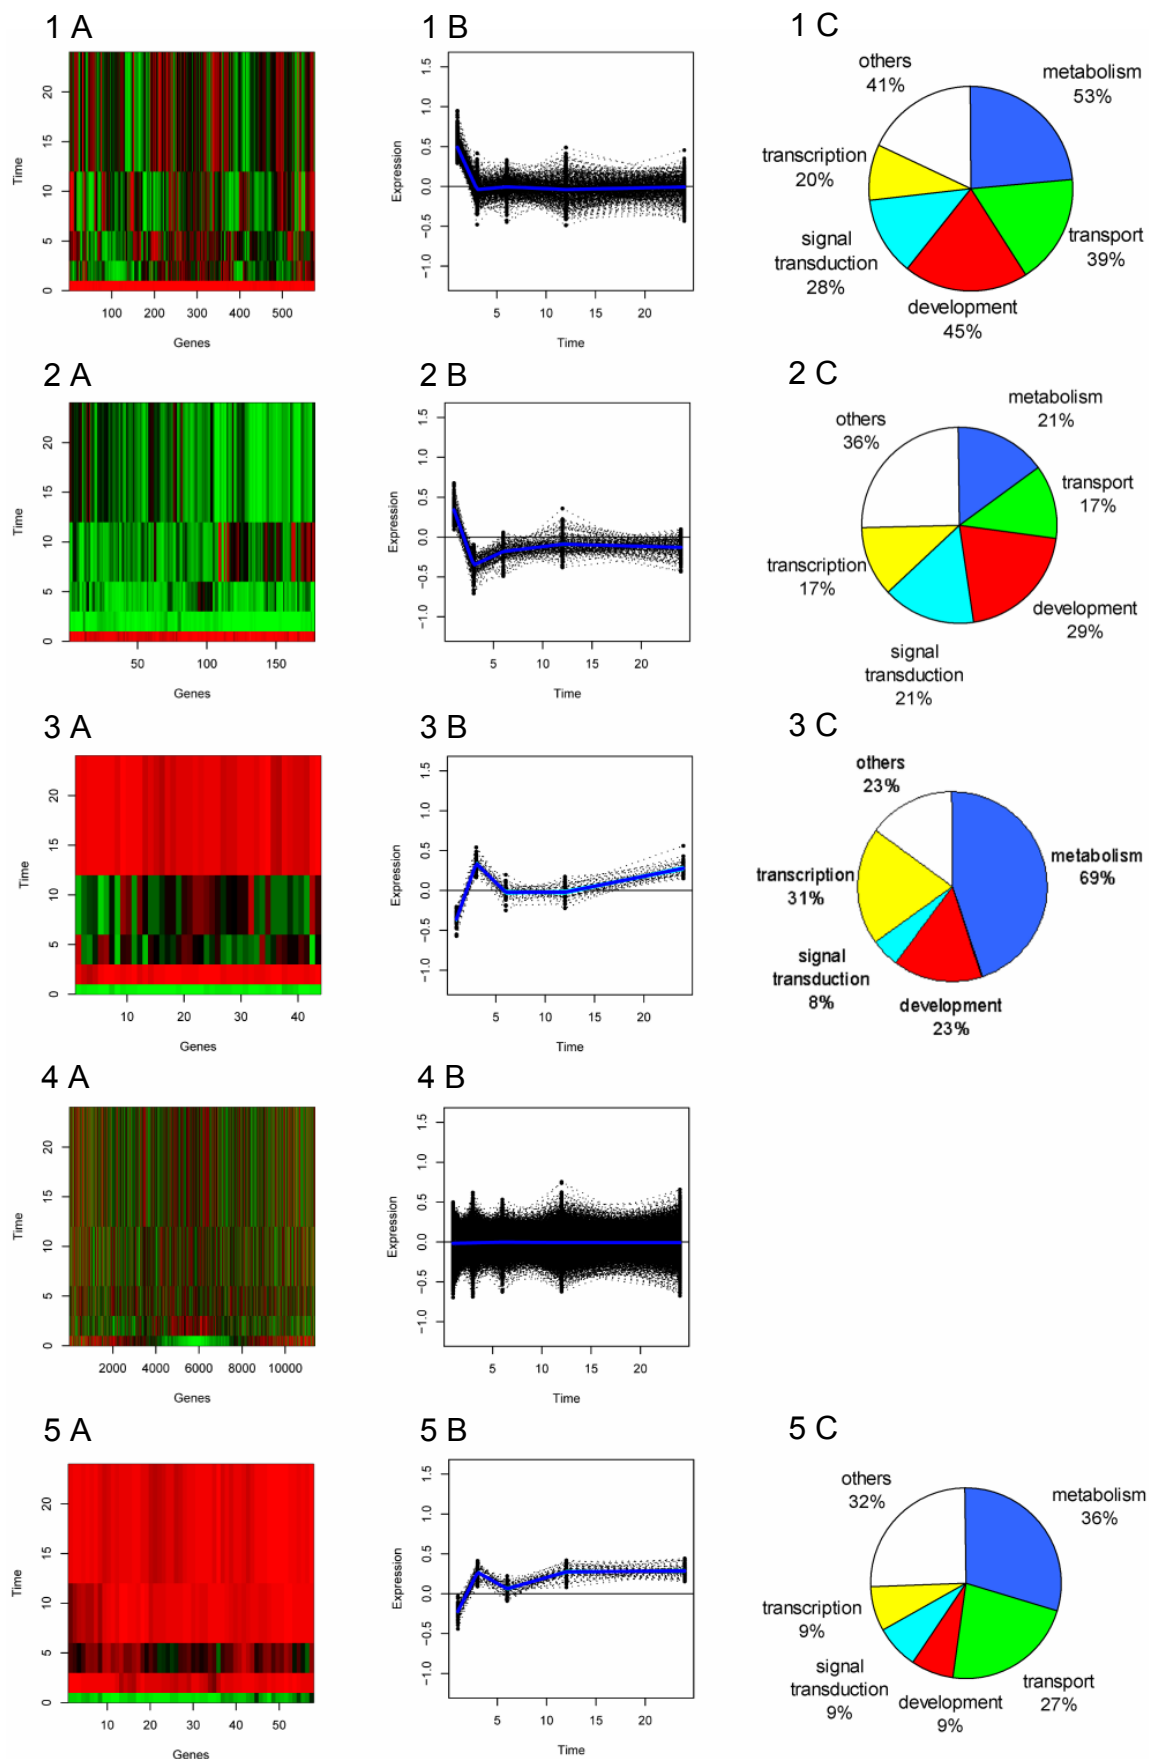 1 A
20
15
10
5
0
Time
100 200 300 400 500
Genes
1 B
1.5
1.0
0.5
0.0
−0.5
−1.0
Expression
5 10 15 20
Time
1 C
others
41%
metabolism
53%
transcription
20%
transport
39%
signal
transduction
28%
development
45%
2 A
20
15
10
5
0
Time
50 100 150
Genes
2 B
1.5
1.0
0.5
0.0
−0.5
−1.0
Expression
5 10 15 20
Time
2 C
metabolism
21%
others
36%
transport
17%
transcription
17%
development
29%
signal
transduction
21%
3 A
20
15
10
5
0
Time
10 20 30 40
Genes
3 B
1.5
1.0
0.5
0.0
−0.5
−1.0
Expression
5 10 15 20
Time
3 C
others
23%
metabolism
69%
transcription
31%
signal
transduction
8%
development
23%
4 A
20
15
10
5
0
Time
2000 4000 6000 8000 10000
Genes
4 B
1.5
1.0
0.5
0.0
−0.5
−1.0
Expression
5 10 15 20
Time
5 A
20
15
10
5
0
Time
10 20 30 40 50
Genes
5 B
1.5
1.0
0.5
0.0
−0.5
−1.0
Expression
5 10 15 20
Time
5 C
others
32%
metabolism
36%
transcription
9%
signal
transduction
9%
development
9%
transport
27%